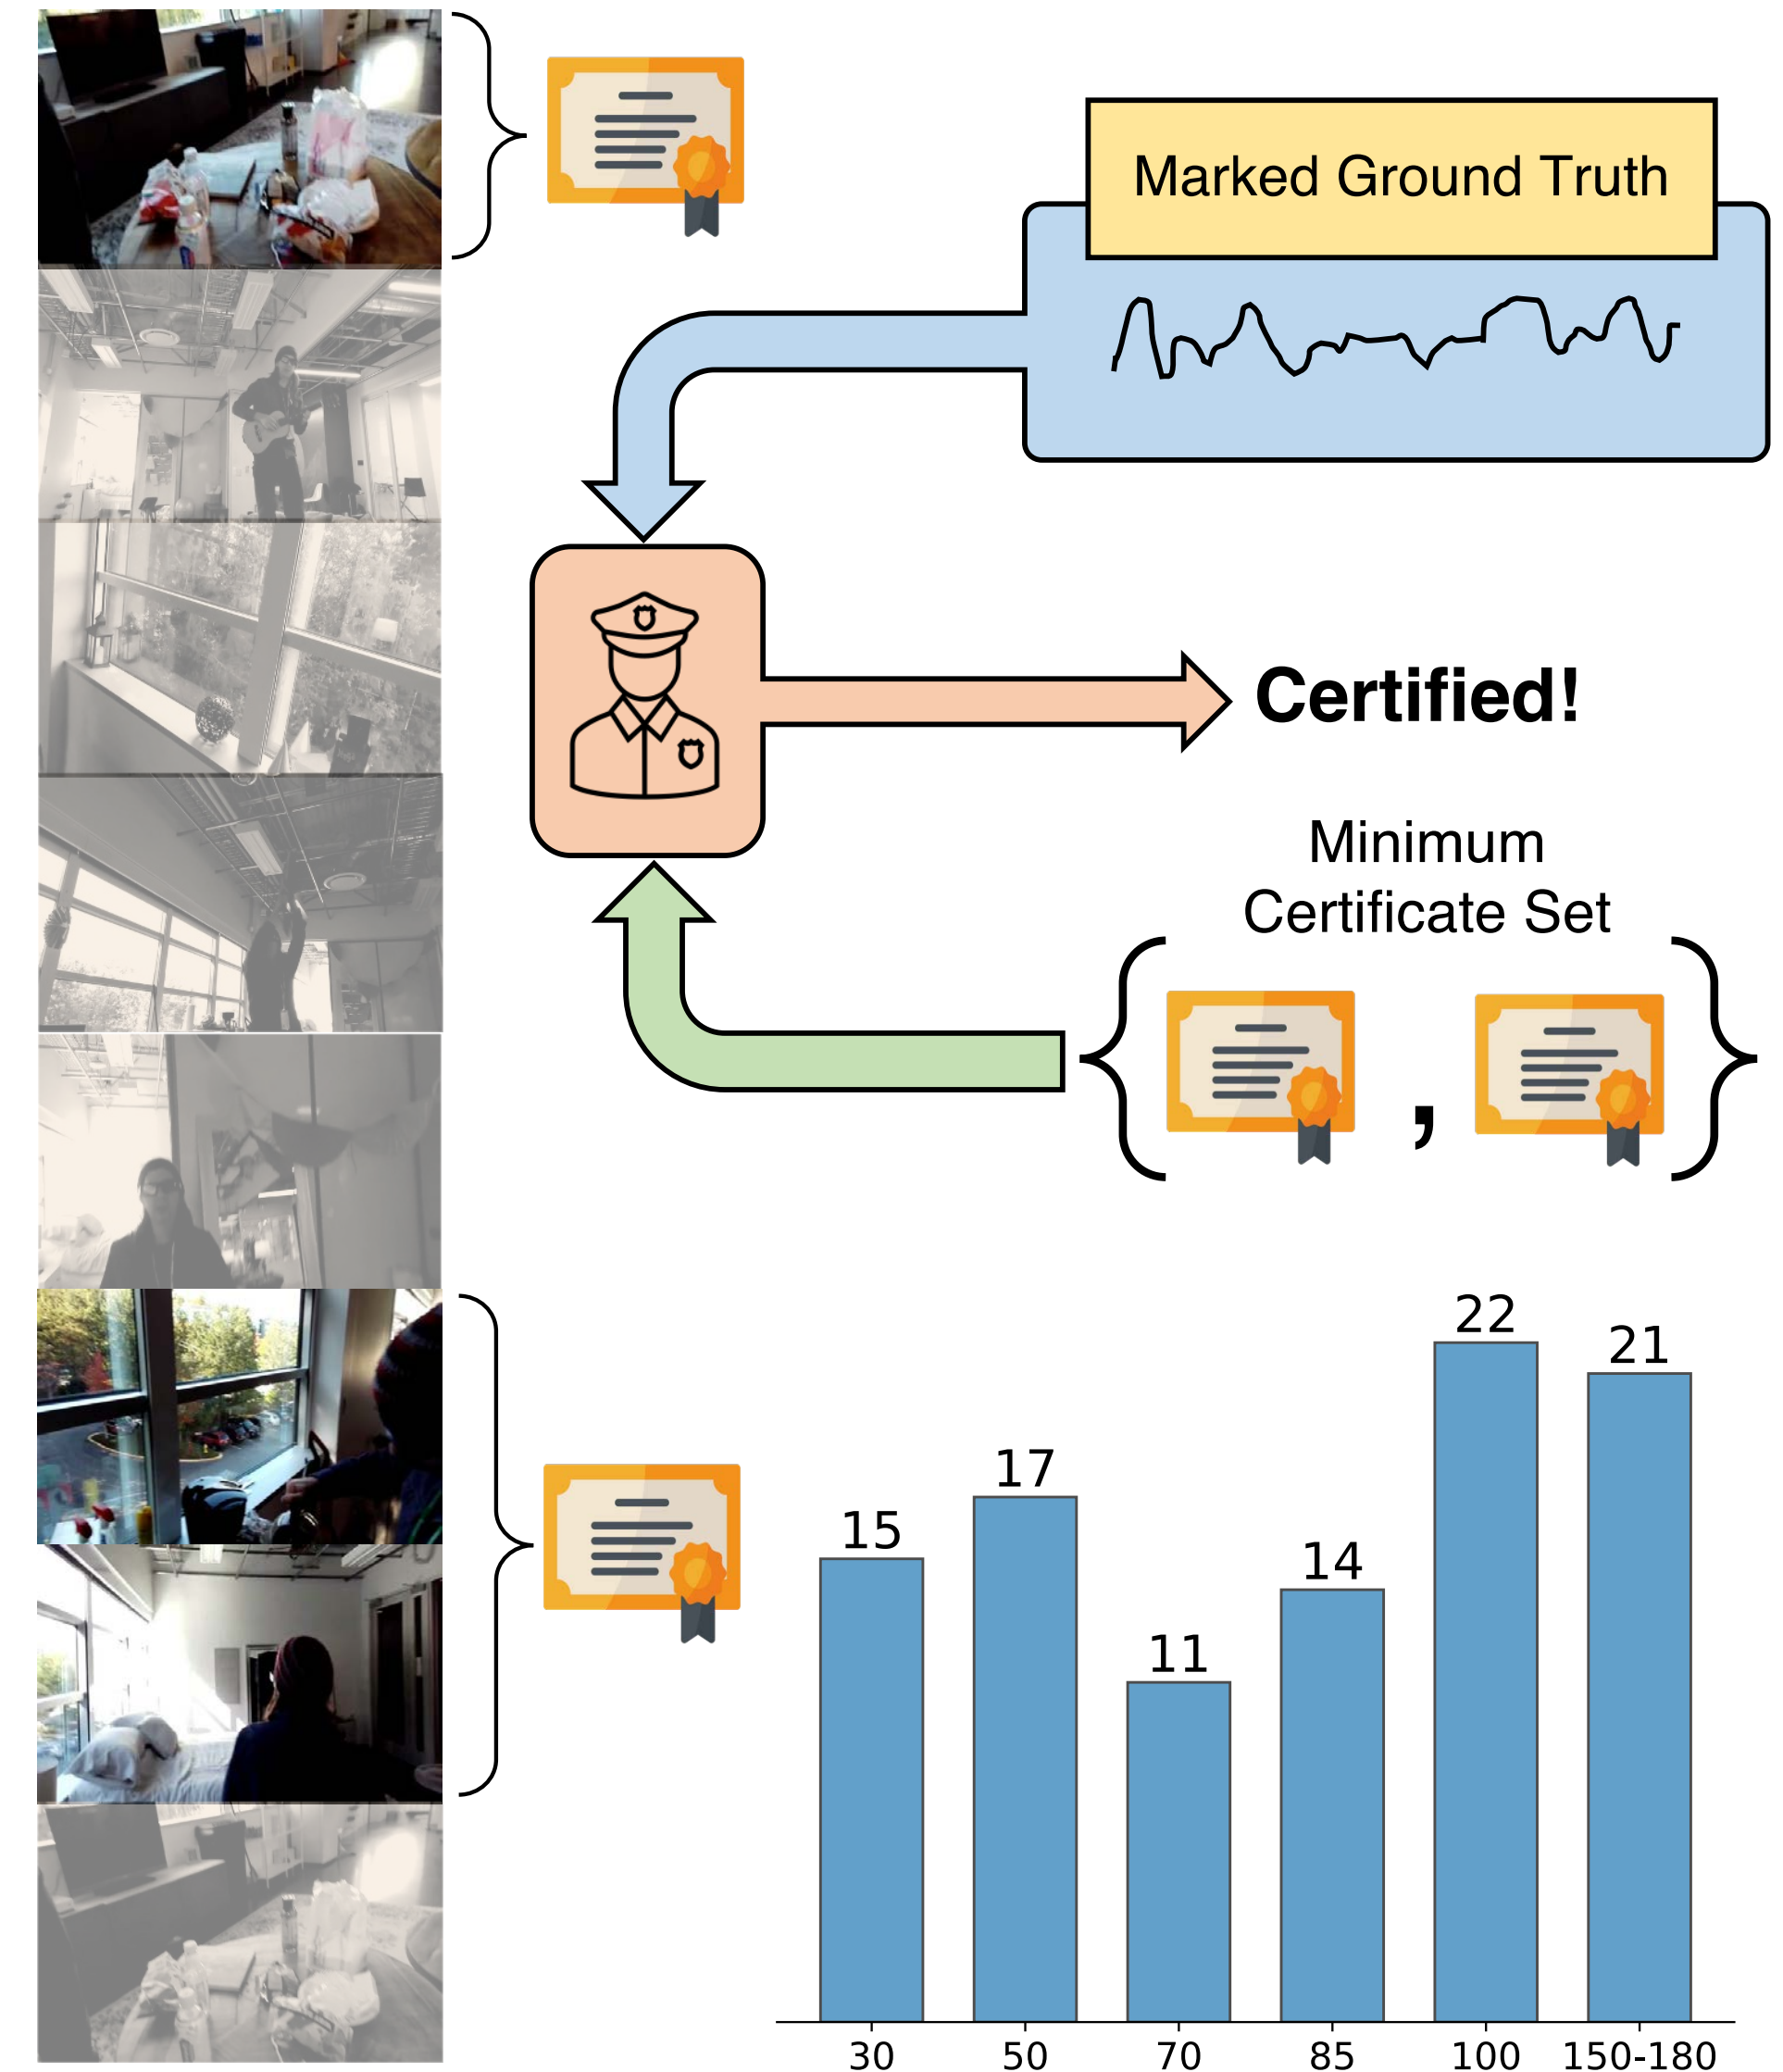 Marked Ground Truth
Certified!
Minimum
Certificate Set
{ , }
22
21
17
15
14
11
30 50 70 85 100 150-180